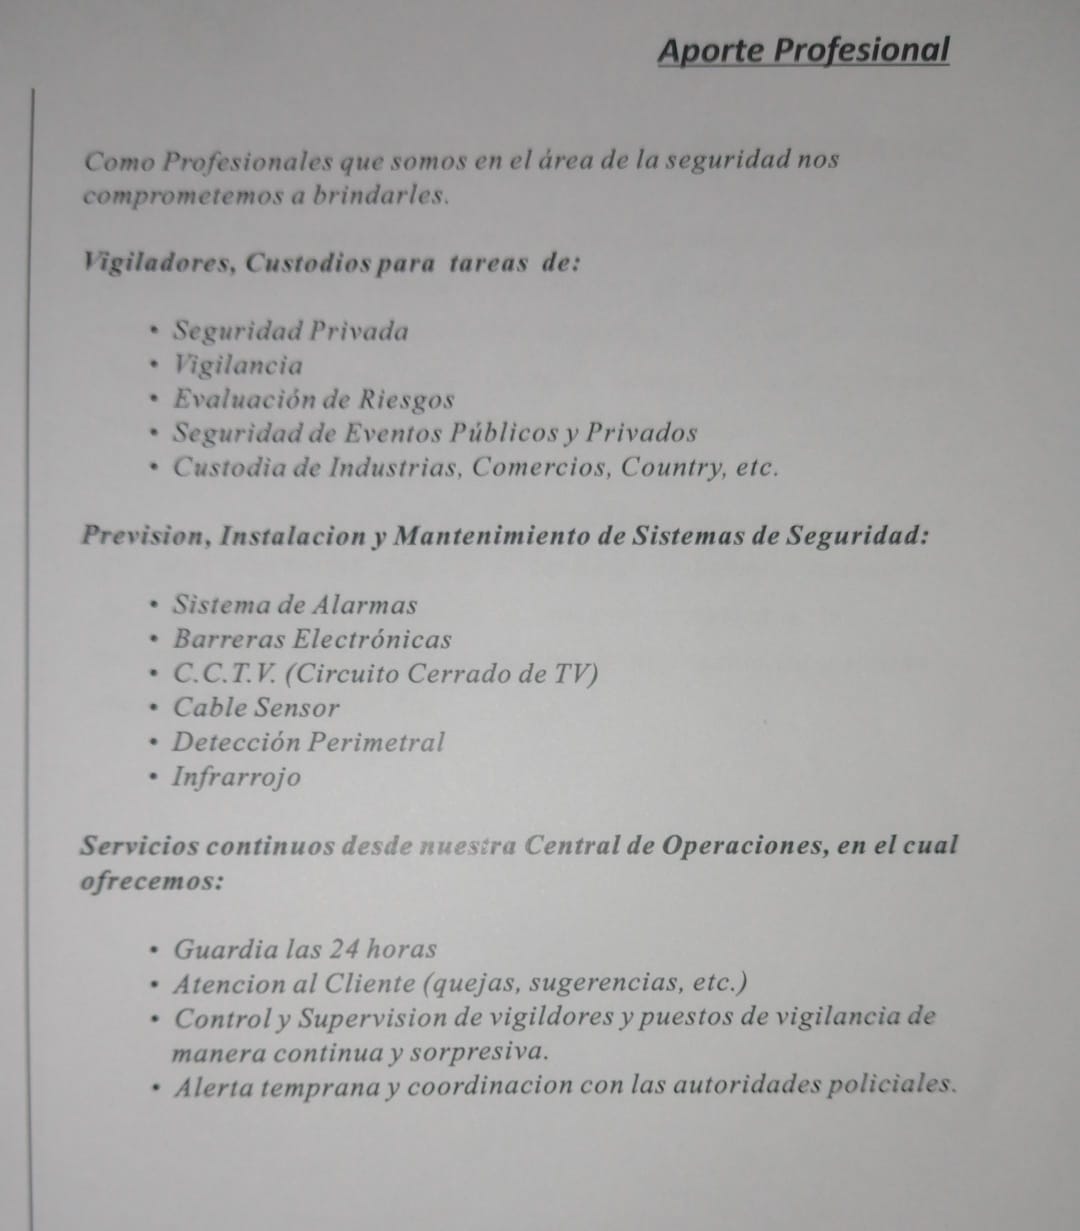 Aporte Profesional
Como Profesionales que somos en el área de la seguridad nos
comprometemos a brindarles.
Vigiladores, Custodios para tareas de:
• Seguridad Privada
• Vigilancia
• Evaluación de Riesgos
• Seguridad de Eventos Públicos y Privados
• Custodia de Industrias, Comercios, Country, etc.
Prevision, Instalacion y Mantenimiento de Sistemas de Seguridad:
• Sistema de Alarmas
• Barreras Electrónicas
• C.C.T.V. (Circuito Cerrado de TV)
• Cable Sensor
• Detección Perimetral
• Infrarrojo
Servicios continuos desde nuestra Central de Operaciones, en el cual
ofrecemos:
• Guardia las 24 horas
• Atencion al Cliente (quejas, sugerencias, etc.)
• Control y Supervision de vigildores y puestos de vigilancia de
manera continua y sorpresiva.
• Alerta temprana y coordinacion con las autoridades policiales.